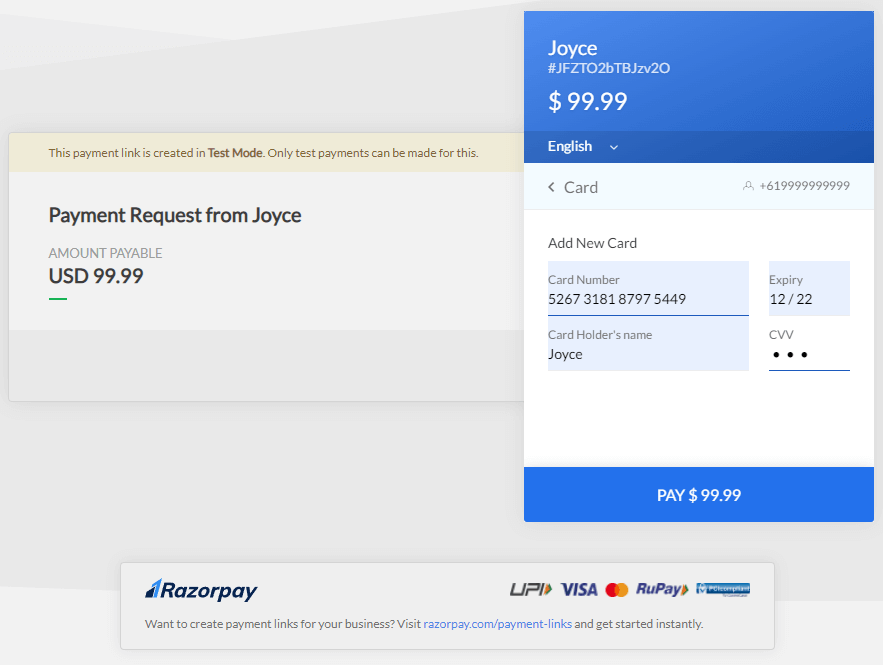 Joyce
#JFZTO2bTBJzv2O
$ 99.99
English
Card
+619999999999
Add New Card
Card Number
5267 3181 8797 5449
Expiry
12 / 22
Card Holder's name
Joyce
CVV
PAY $ 99.99
This payment link is created in Test Mode. Only test payments can be made for this.
Payment Request from Joyce
AMOUNT PAYABLE
USD 99.99
Razorpay
UPI VISA RuPay PCI compliant
Want to create payment links for your business? Visit razorpay.com/payment-links and get started instantly.